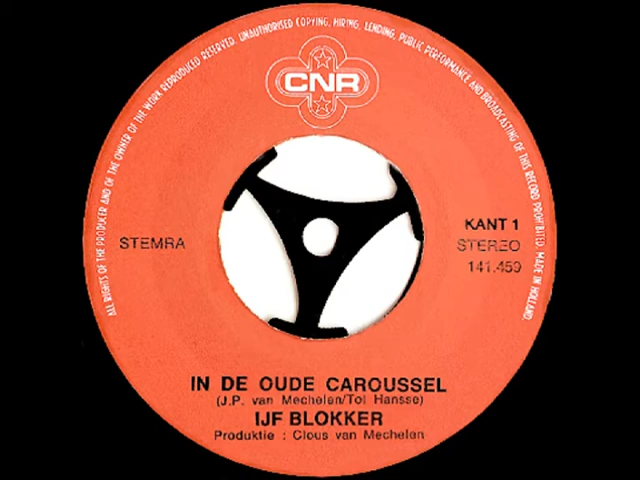 ALL RIGHTS OF THE PRODUCER AND OF THE OWNER OF THE WORK REPRODUCED RESERVED. UNAUTHORISED COPYING, HIRING, LENDING, PUBLIC PERFORMANCE AND BROADCASTING OF THIS RECORD PROHIBITED. MADE IN HOLLAND.
CNR
STEMRA
KANT 1
STEREO
141.459
IN DE OUDE CAROUSSEL
(J.P. van Mechelen/Tol Hansse)
IJF BLOKKER
Produktie : Clous van Mechelen